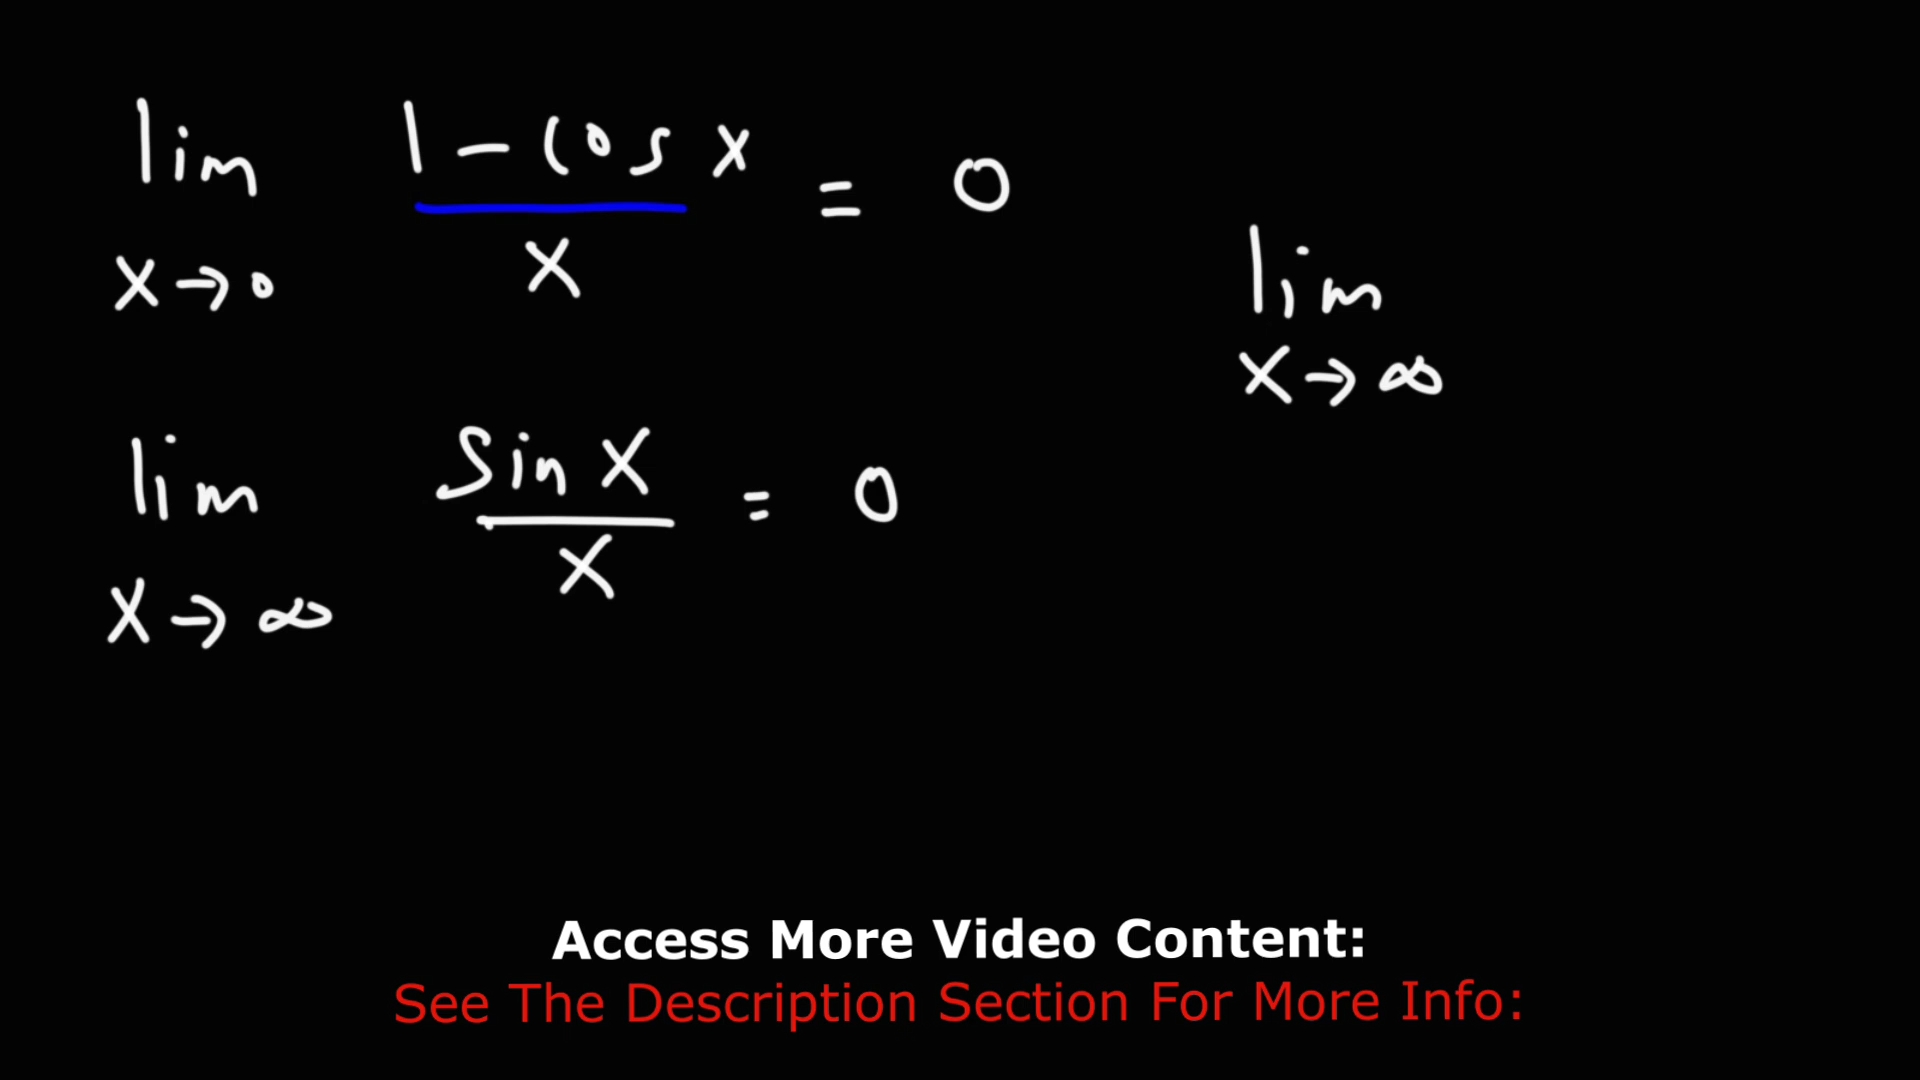 lim 1 - cos x / x = 0
x → 0
lim sin x / x = 0
x → ∞
lim
x → ∞
Access More Video Content:
See The Description Section For More Info: